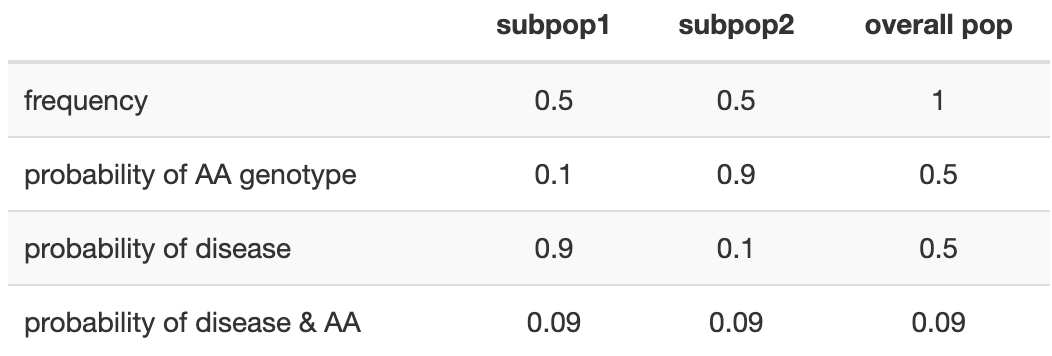 subpop1 subpop2 overall pop
frequency 0.5 0.5 1
probability of AA genotype 0.1 0.9 0.5
probability of disease 0.9 0.1 0.5
probability of disease & AA 0.09 0.09 0.09